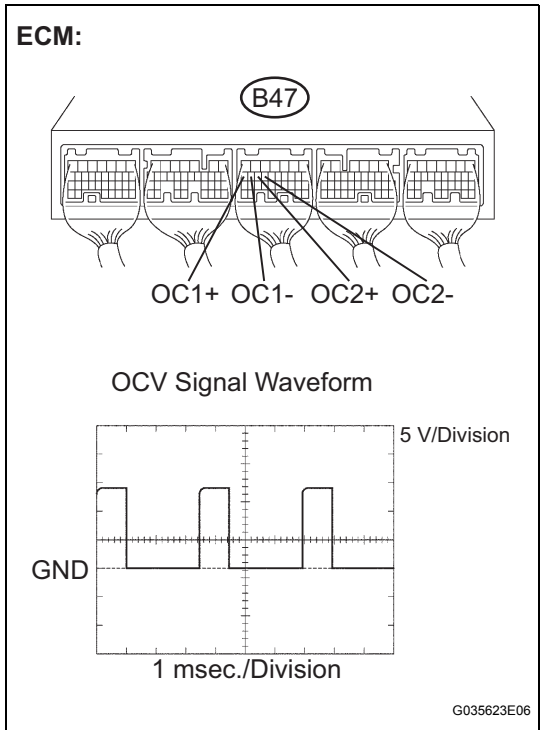 ECM:
B47
OC1+ OC1- OC2+ OC2-
OCV Signal Waveform
5 V/Division
GND
1 msec./Division
G035623E06